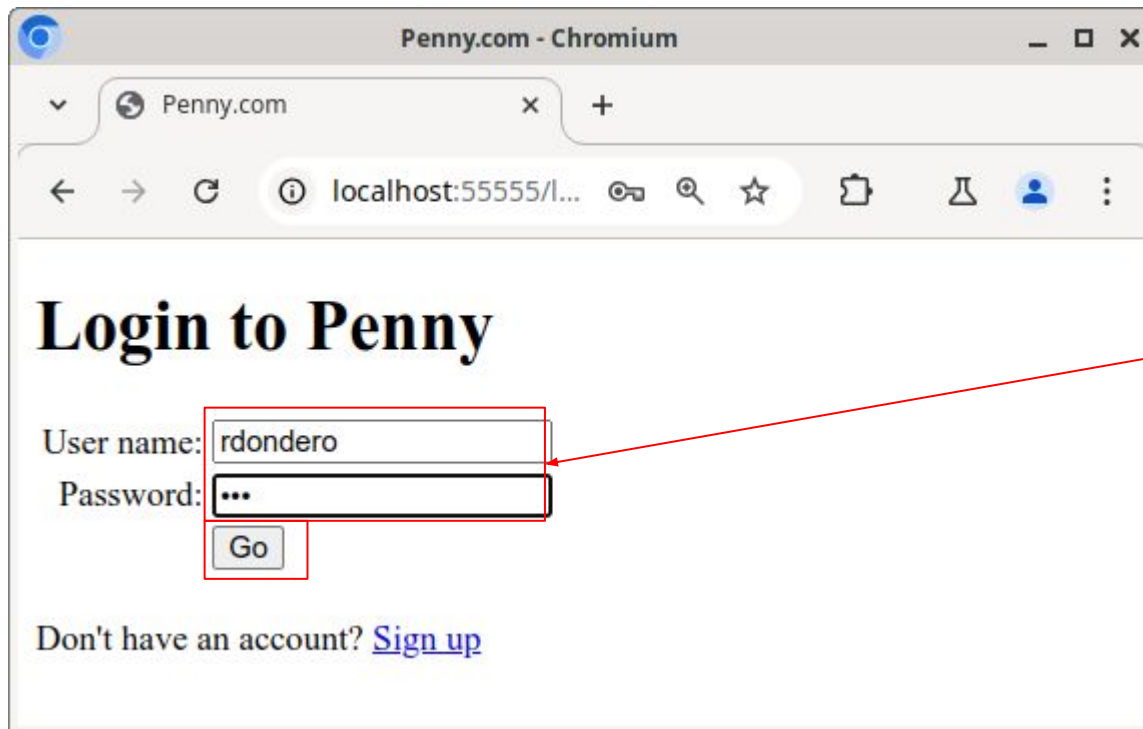 Penny.com - Chromium
Penny.com
localhost:55555/l...
Login to Penny
User name: rdondero
Password: •••
Go
Don't have an account? Sign up